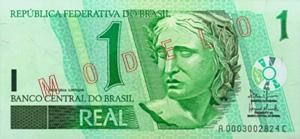 REPÚBLICA FEDERATIVA DO BRASIL
1
MODELO
1
BANCO CENTRAL DO BRASIL
REAL
A 0003002824 C